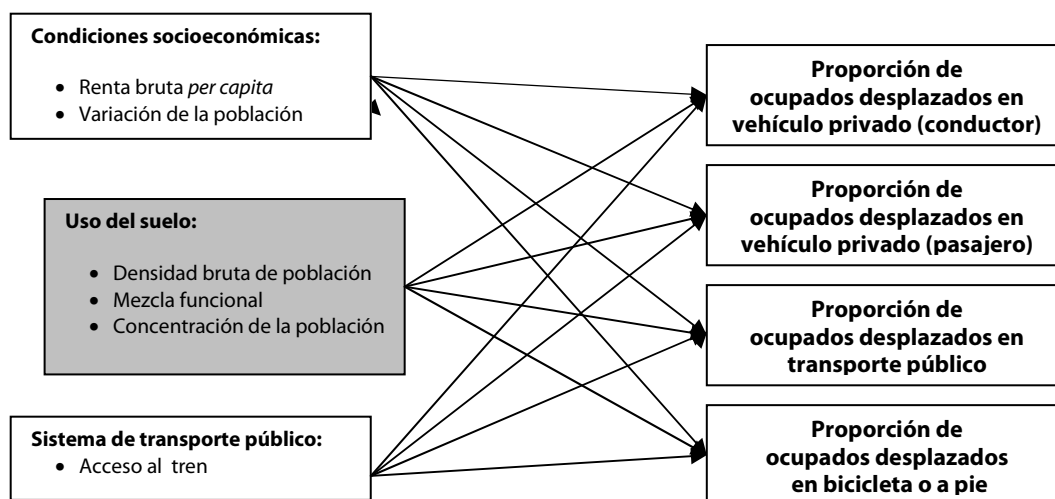 Condiciones socioeconómicas:
• Renta bruta per capita
• Variación de la población
Uso del suelo:
• Densidad bruta de población
• Mezcla funcional
• Concentración de la población
Sistema de transporte público:
• Acceso al tren
Proporción de
ocupados desplazados en
vehículo privado (conductor)
Proporción de
ocupados desplazados en
vehículo privado (pasajero)
Proporción de
ocupados desplazados en
transporte público
Proporción de
ocupados desplazados
en bicicleta o a pie